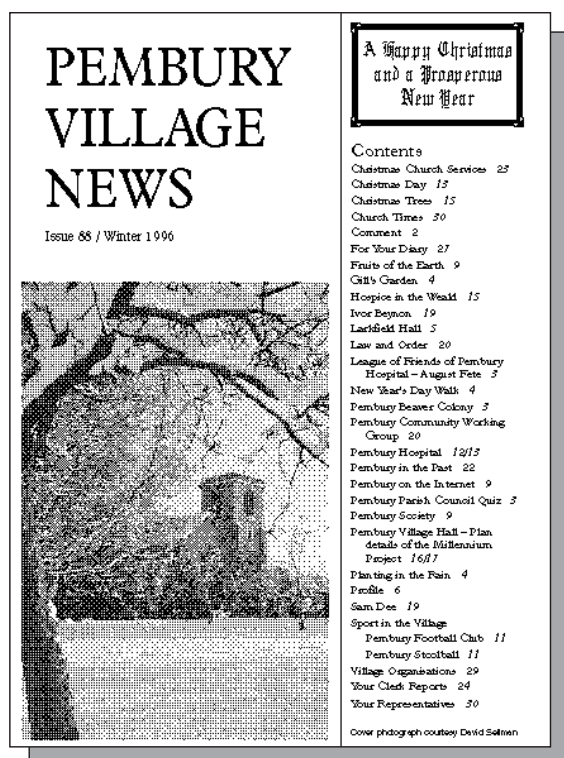 PEMBURY
VILLAGE
NEWS
Issue 88 / Winter 1996
A Happy Christmas
and a Prosperous
New Year
Contents
Christmas Church Services 23
Christmas Day 13
Christmas Trees 15
Church Times 30
Comment 2
For Your Diary 27
Fruits of the Earth 9
Gill's Garden 4
Hospice in the Weald 15
Ivor Beynon 19
Larkfield Hall 5
Law and Order 20
League of Friends of Pembury
Hospital – August Fete 3
New Year's Day Walk 4
Pembury Beaver Colony 3
Pembury Community Working
Group 20
Pembury Hospital 12/13
Pembury in the Past 22
Pembury on the Internet 9
Pembury Parish Council Quiz 3
Pembury Society 9
Pembury Village Hall – Plan
details of the Millennium
Project 16/17
Planting in the Rain 4
Profile 6
Sam Dee 19
Sport in the Village
Pembury Football Club 11
Pembury Stoolball 11
Village Organisations 29
Your Clerk Reports 24
Your Representatives 30
Cover photograph courtesy David Sellman